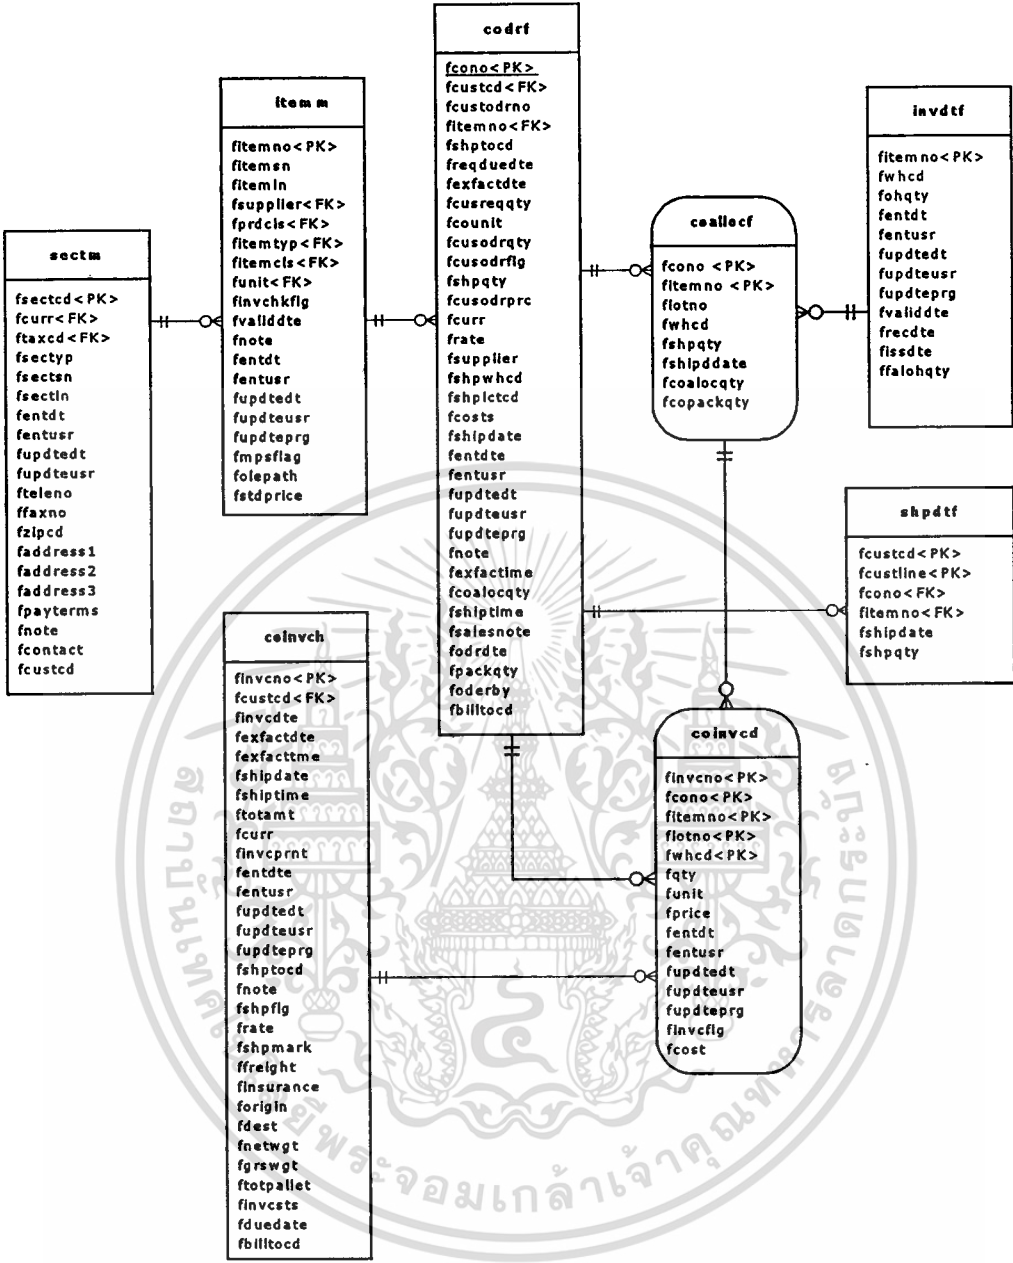 sectm
fsectcd<PK>
fcurr<FK>
ftaxcd<FK>
fsectyp
fsectsn
fsectln
fentdt
fentusr
fupdtedt
fupdteusr
fteleno
ffaxno
fzipcd
faddress1
faddress2
faddress3
fpayterms
fnote
fcontact
fcustcd
itemm
fitemno<PK>
fitemsn
fitemln
fsupplier<FK>
fprdcls<FK>
fitemtyp<FK>
fitemcls<FK>
funit<FK>
finvchkflg
fvaliddte
fnote
fentdt
fentusr
fupdtedt
fupdteusr
fupdteprg
fmpsflag
folepath
fstdprice
codrf
fcono<PK>
fcustcd<FK>
fcustodrno
fitemno<FK>
fshptocd
freqduedte
fexfactdte
fcusreqqty
fcounit
fcusodrqty
fcusodrflg
fshpqty
fcusodrprc
fcurr
frate
fsupplier
fshpwhcd
fshplctcd
fcosts
fshipdate
fentdte
fentusr
fupdtedt
fupdteusr
fupdteprg
fnote
fexfactime
fcoalocqty
fshiptime
fsalesnote
fodrdte
fpackqty
foderby
fbilltocd
coallocf
fcono <PK>
fitemno <PK>
flotno
fwhcd
fshpqty
fshipddate
fcoalocqty
fcopackqty
invdtf
fitemno<PK>
fwhcd
fohqty
fentdt
fentusr
fupdtedt
fupdteusr
fupdteprg
fvaliddte
frecdte
fissdte
ffalohqty
shpdtf
fcustcd<PK>
fcustline<PK>
fcono<FK>
fitemno<FK>
fshipdate
fshpqty
coinvch
finvcno<PK>
fcustcd<FK>
finvcdte
fexfactdte
fexfacttme
fshipdate
fshiptime
ftotamt
fcurr
finvcprnt
fentdte
fentusr
fupdtedt
fupdteusr
fupdteprg
fshptocd
fnote
fshpflg
frate
fshpmark
ffreight
finsurance
forigin
fdest
fnetwgt
fgrswgt
ftotpallet
finvcsts
fduedate
fbilltocd
coinvcd
finvcno<PK>
fcono<PK>
fitemno<PK>
flotno<PK>
fwhcd<PK>
fqty
funit
fprice
fentdt
fentusr
fupdtedt
fupdteusr
fupdteprg
finvcflg
fcost